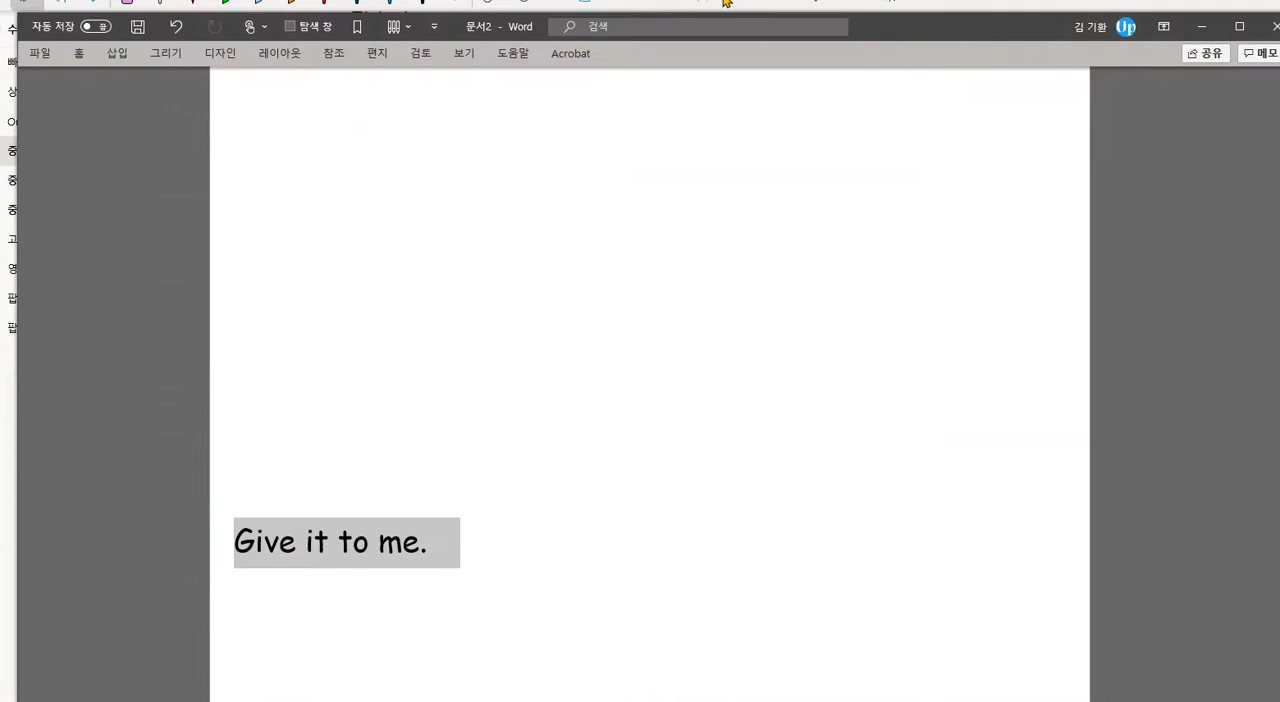 자동 저장 끔 탐색 창 문서2 - Word 검색 김 기환 Up
파일 홈 삽입 그리기 디자인 레이아웃 참조 편지 검토 보기 도움말 Acrobat 공유 메모
Give it to me.